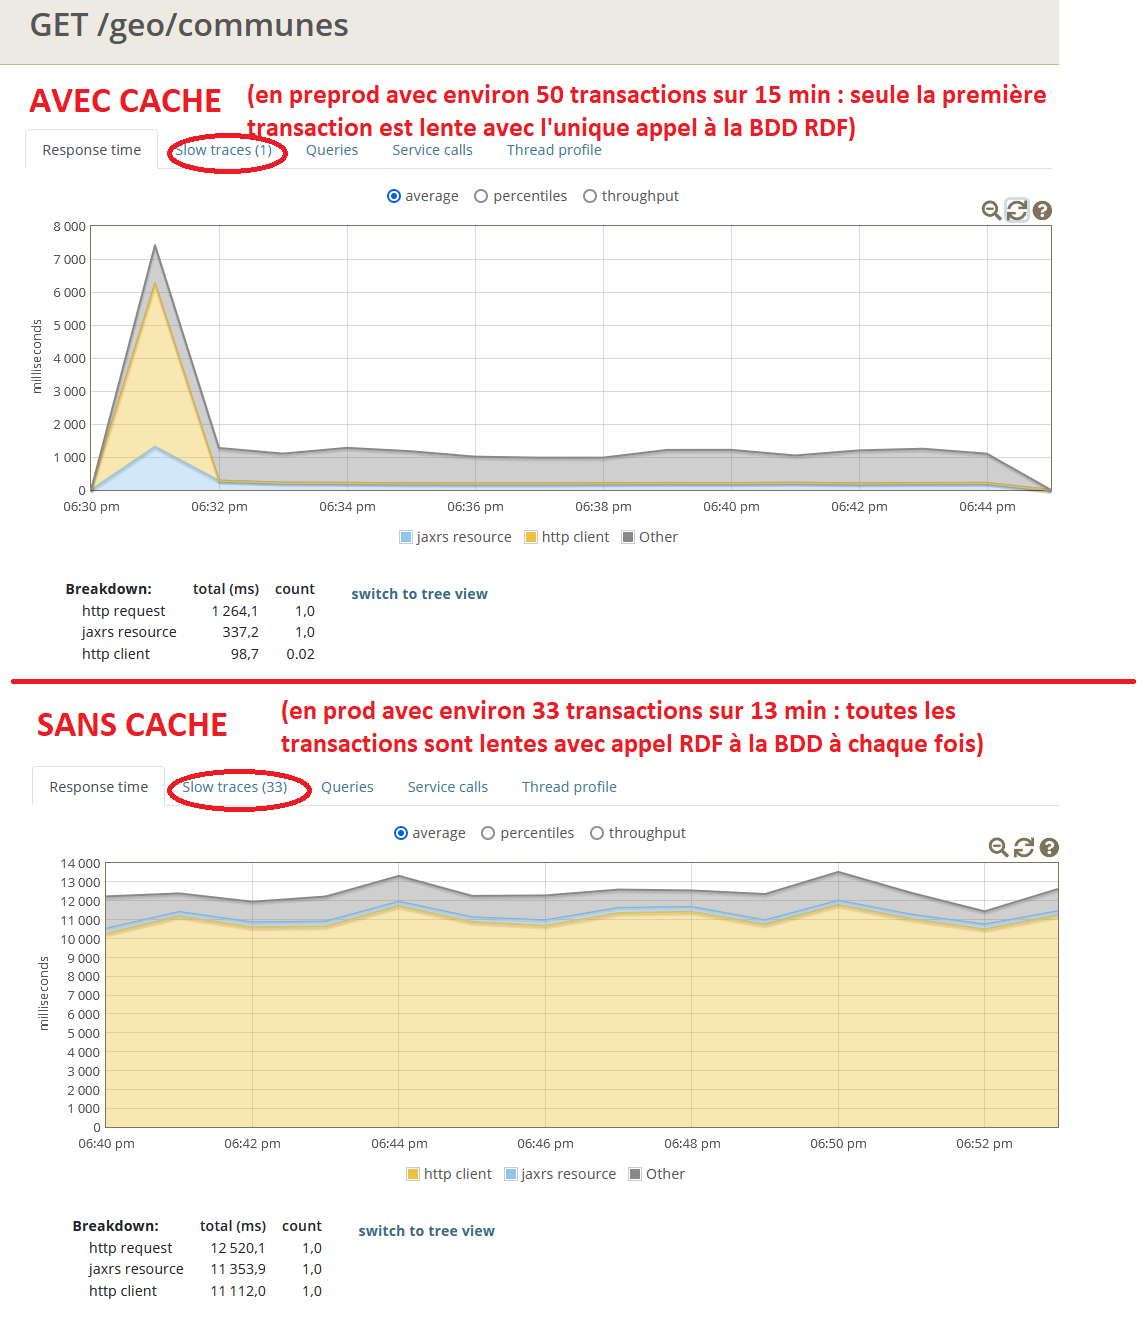 GET /geo/communes
AVEC CACHE (en preprod avec environ 50 transactions sur 15 min : seule la première
transaction est lente avec l'unique appel à la BDD RDF)
Response time Slow traces (1) Queries Service calls Thread profile
average percentiles throughput
8 000
7 000
6 000
5 000
4 000
3 000
2 000
1 000
0
milliseconds
06:30 pm 06:32 pm 06:34 pm 06:36 pm 06:38 pm 06:40 pm 06:42 pm 06:44 pm
jaxrs resource http client Other
Breakdown: total (ms) count switch to tree view
http request 1 264,1 1,0
jaxrs resource 337,2 1,0
http client 98,7 0.02
SANS CACHE (en prod avec environ 33 transactions sur 13 min : toutes les
transactions sont lentes avec appel RDF à la BDD à chaque fois)
Response time Slow traces (33) Queries Service calls Thread profile
average percentiles throughput
14 000
13 000
12 000
11 000
10 000
9 000
8 000
7 000
6 000
5 000
4 000
3 000
2 000
1 000
0
milliseconds
06:40 pm 06:42 pm 06:44 pm 06:46 pm 06:48 pm 06:50 pm 06:52 pm
http client jaxrs resource Other
Breakdown: total (ms) count switch to tree view
http request 12 520,1 1,0
jaxrs resource 11 353,9 1,0
http client 11 112,0 1,0